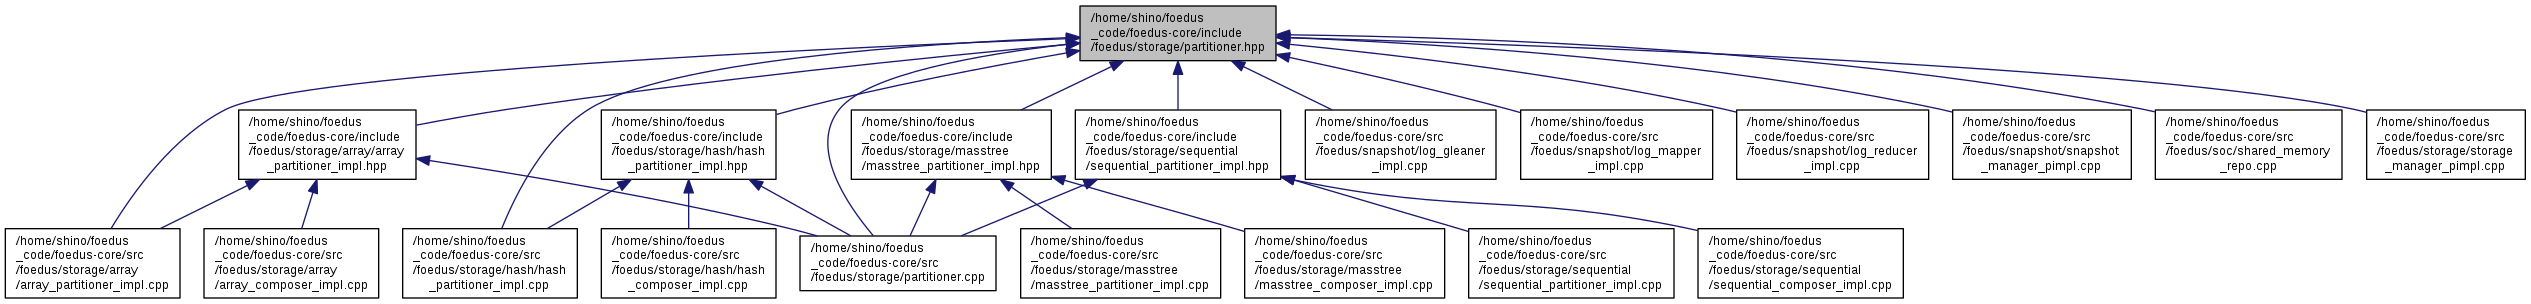 /home/shino/foedus
_code/foedus-core/include
/foedus/storage/partitioner.hpp
/home/shino/foedus
_code/foedus-core/include
/foedus/storage/array/array
_partitioner_impl.hpp
/home/shino/foedus
_code/foedus-core/include
/foedus/storage/hash/hash
_partitioner_impl.hpp
/home/shino/foedus
_code/foedus-core/include
/foedus/storage/masstree
/masstree_partitioner_impl.hpp
/home/shino/foedus
_code/foedus-core/include
/foedus/storage/sequential
/sequential_partitioner_impl.hpp
/home/shino/foedus
_code/foedus-core/src
/foedus/snapshot/log_gleaner
_impl.cpp
/home/shino/foedus
_code/foedus-core/src
/foedus/snapshot/log_mapper
_impl.cpp
/home/shino/foedus
_code/foedus-core/src
/foedus/snapshot/log_reducer
_impl.cpp
/home/shino/foedus
_code/foedus-core/src
/foedus/snapshot/snapshot
_manager_pimpl.cpp
/home/shino/foedus
_code/foedus-core/src
/foedus/soc/shared_memory
_repo.cpp
/home/shino/foedus
_code/foedus-core/src
/foedus/storage/storage
_manager_pimpl.cpp
/home/shino/foedus
_code/foedus-core/src
/foedus/storage/array
/array_partitioner_impl.cpp
/home/shino/foedus
_code/foedus-core/src
/foedus/storage/array
/array_composer_impl.cpp
/home/shino/foedus
_code/foedus-core/src
/foedus/storage/hash/hash
_partitioner_impl.cpp
/home/shino/foedus
_code/foedus-core/src
/foedus/storage/hash/hash
_composer_impl.cpp
/home/shino/foedus
_code/foedus-core/src
/foedus/storage/partitioner.cpp
/home/shino/foedus
_code/foedus-core/src
/foedus/storage/masstree
/masstree_partitioner_impl.cpp
/home/shino/foedus
_code/foedus-core/src
/foedus/storage/masstree
/masstree_composer_impl.cpp
/home/shino/foedus
_code/foedus-core/src
/foedus/storage/sequential
/sequential_partitioner_impl.cpp
/home/shino/foedus
_code/foedus-core/src
/foedus/storage/sequential
/sequential_composer_impl.cpp